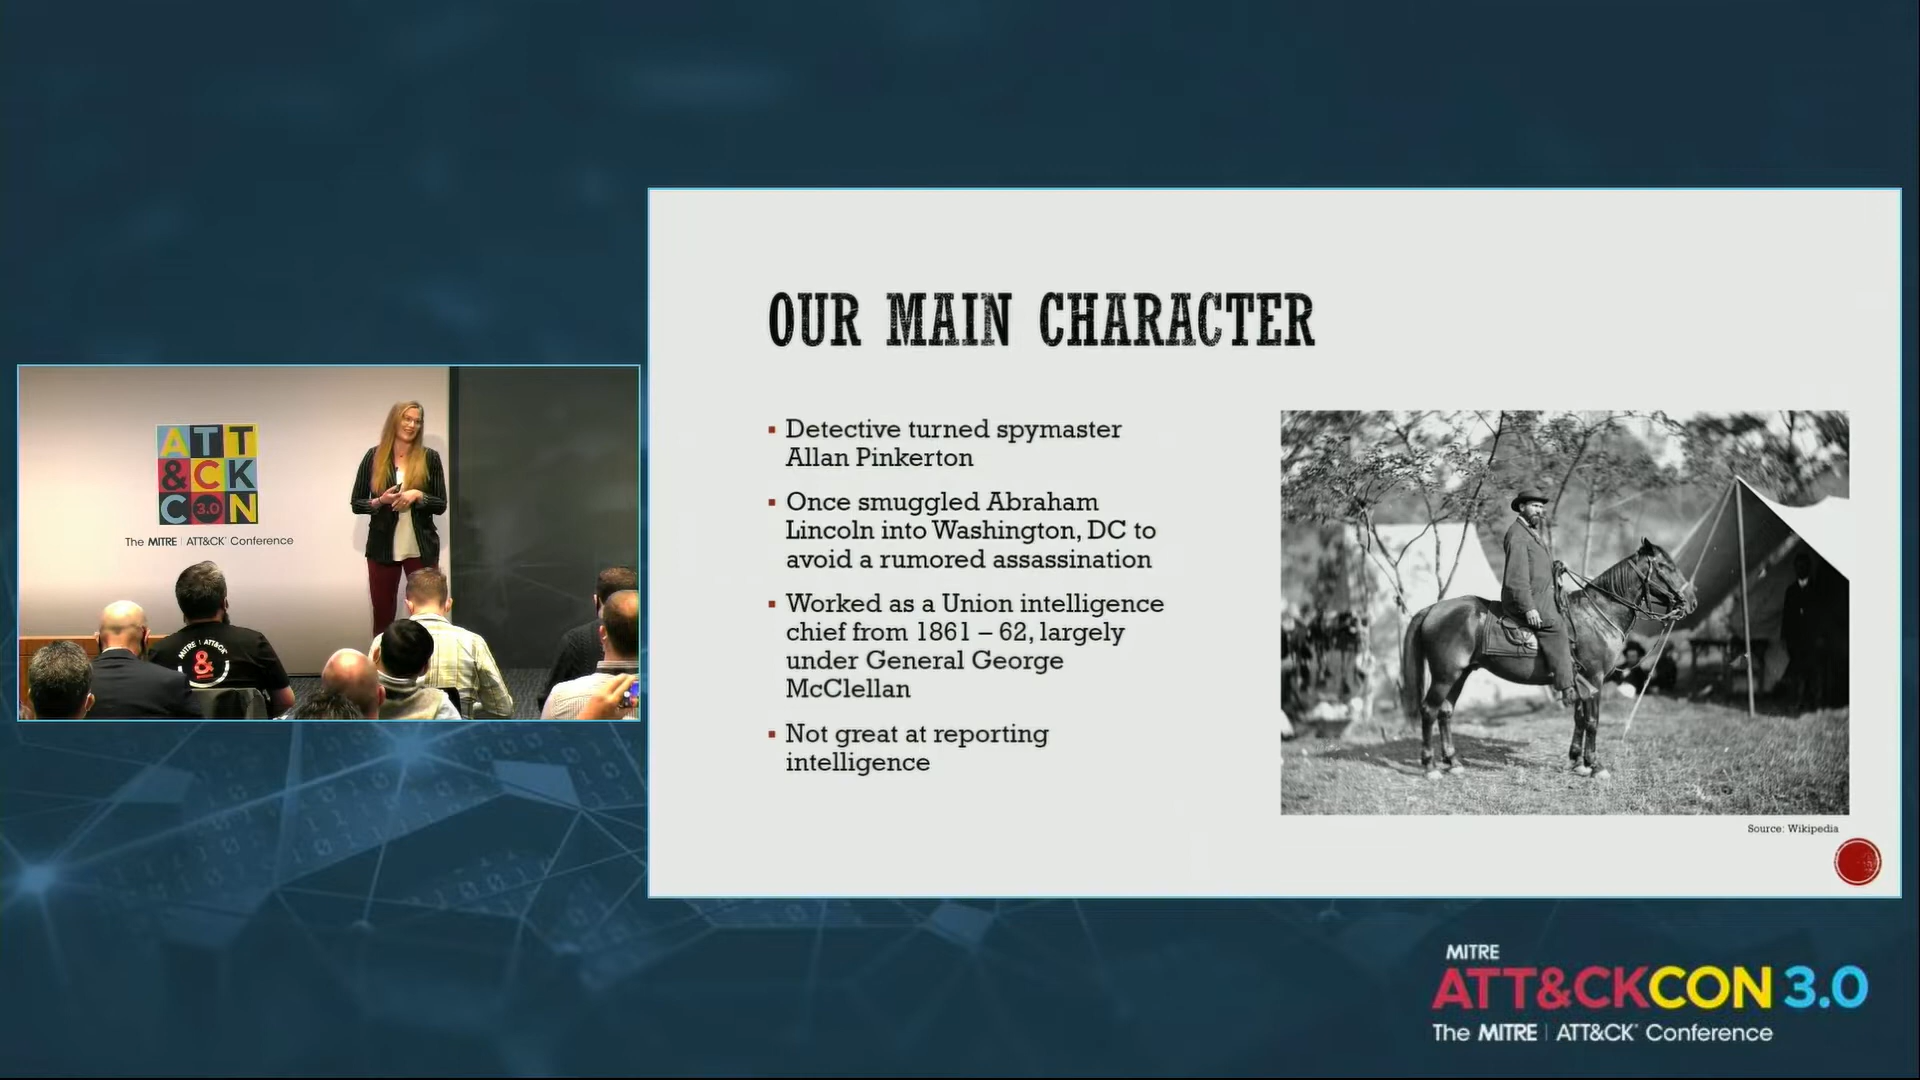 OUR MAIN CHARACTER
▪ Detective turned spymaster
Allan Pinkerton
▪ Once smuggled Abraham
Lincoln into Washington, DC to
avoid a rumored assassination
▪ Worked as a Union intelligence
chief from 1861 – 62, largely
under General George
McClellan
▪ Not great at reporting
intelligence
Source: Wikipedia
ATT
&CK
CON
3.0
The MITRE | ATT&CK® Conference
MITRE | ATT&CK®
&
MITRE
ATT&CKCON 3.0
The MITRE | ATT&CK® Conference